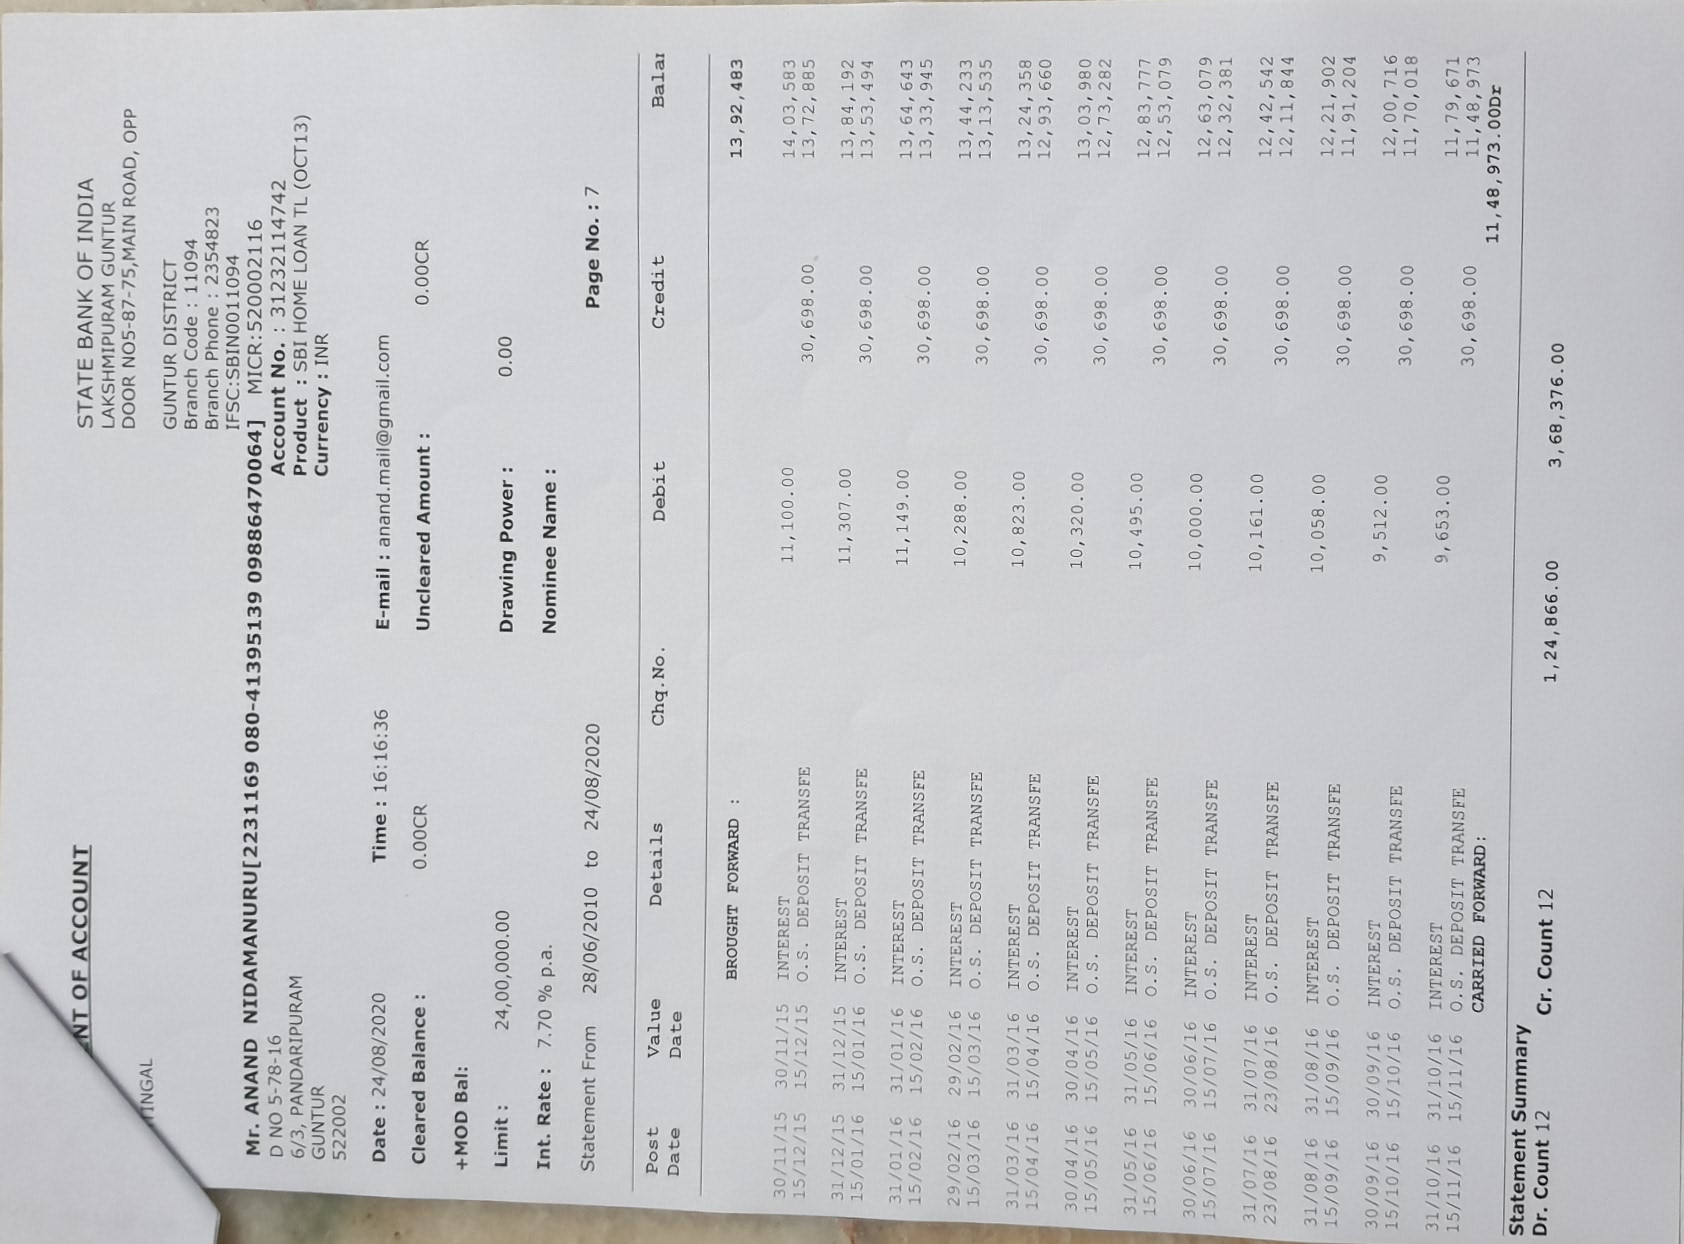 NT OF ACCOUNT
STATE BANK OF INDIA
LAKSHMIPURAM GUNTUR
DOOR NO5-87-75,MAIN ROAD, OPP
TINGAL
GUNTUR DISTRICT
Branch Code : 11094
Branch Phone : 2354823
IFSC:SBIN0011094
Mr. ANAND NIDAMANURU[2231169 080-41395139 09886470064] MICR:520002116
D NO 5-78-16 Account No. : 31232114742
6/3, PANDARIPURAM Product : SBI HOME LOAN TL (OCT13)
GUNTUR Currency : INR
522002
Date : 24/08/2020 Time : 16:16:36 E-mail : anand.mail@gmail.com
Cleared Balance : 0.00CR Uncleared Amount : 0.00CR
+MOD Bal:
Limit : 24,00,000.00 Drawing Power : 0.00
Int. Rate : 7.70 % p.a. Nominee Name :
Statement From 28/06/2010 to 24/08/2020 Page No. : 7
Post Value Details Chq.No. Debit Credit Balar
Date Date
BROUGHT FORWARD : 13,92,483
30/11/15 30/11/15 INTEREST 11,100.00 14,03,583
15/12/15 15/12/15 O.S. DEPOSIT TRANSFE 30,698.00 13,72,885
31/12/15 31/12/15 INTEREST 11,307.00 13,84,192
15/01/16 15/01/16 O.S. DEPOSIT TRANSFE 30,698.00 13,53,494
31/01/16 31/01/16 INTEREST 11,149.00 13,64,643
15/02/16 15/02/16 O.S. DEPOSIT TRANSFE 30,698.00 13,33,945
29/02/16 29/02/16 INTEREST 10,288.00 13,44,233
15/03/16 15/03/16 O.S. DEPOSIT TRANSFE 30,698.00 13,13,535
31/03/16 31/03/16 INTEREST 10,823.00 13,24,358
15/04/16 15/04/16 O.S. DEPOSIT TRANSFE 30,698.00 12,93,660
30/04/16 30/04/16 INTEREST 10,320.00 13,03,980
15/05/16 15/05/16 O.S. DEPOSIT TRANSFE 30,698.00 12,73,282
31/05/16 31/05/16 INTEREST 10,495.00 12,83,777
15/06/16 15/06/16 O.S. DEPOSIT TRANSFE 30,698.00 12,53,079
30/06/16 30/06/16 INTEREST 10,000.00 12,63,079
15/07/16 15/07/16 O.S. DEPOSIT TRANSFE 30,698.00 12,32,381
31/07/16 31/07/16 INTEREST 10,161.00 12,42,542
23/08/16 23/08/16 O.S. DEPOSIT TRANSFE 30,698.00 12,11,844
31/08/16 31/08/16 INTEREST 10,058.00 12,21,902
15/09/16 15/09/16 O.S. DEPOSIT TRANSFE 30,698.00 11,91,204
30/09/16 30/09/16 INTEREST 9,512.00 12,00,716
15/10/16 15/10/16 O.S. DEPOSIT TRANSFE 30,698.00 11,70,018
31/10/16 31/10/16 INTEREST 9,653.00 11,79,671
15/11/16 15/11/16 O.S. DEPOSIT TRANSFE 30,698.00 11,48,973
CARRIED FORWARD: 11,48,973.00Dr
Statement Summary
Dr. Count 12 Cr. Count 12 1,24,866.00 3,68,376.00